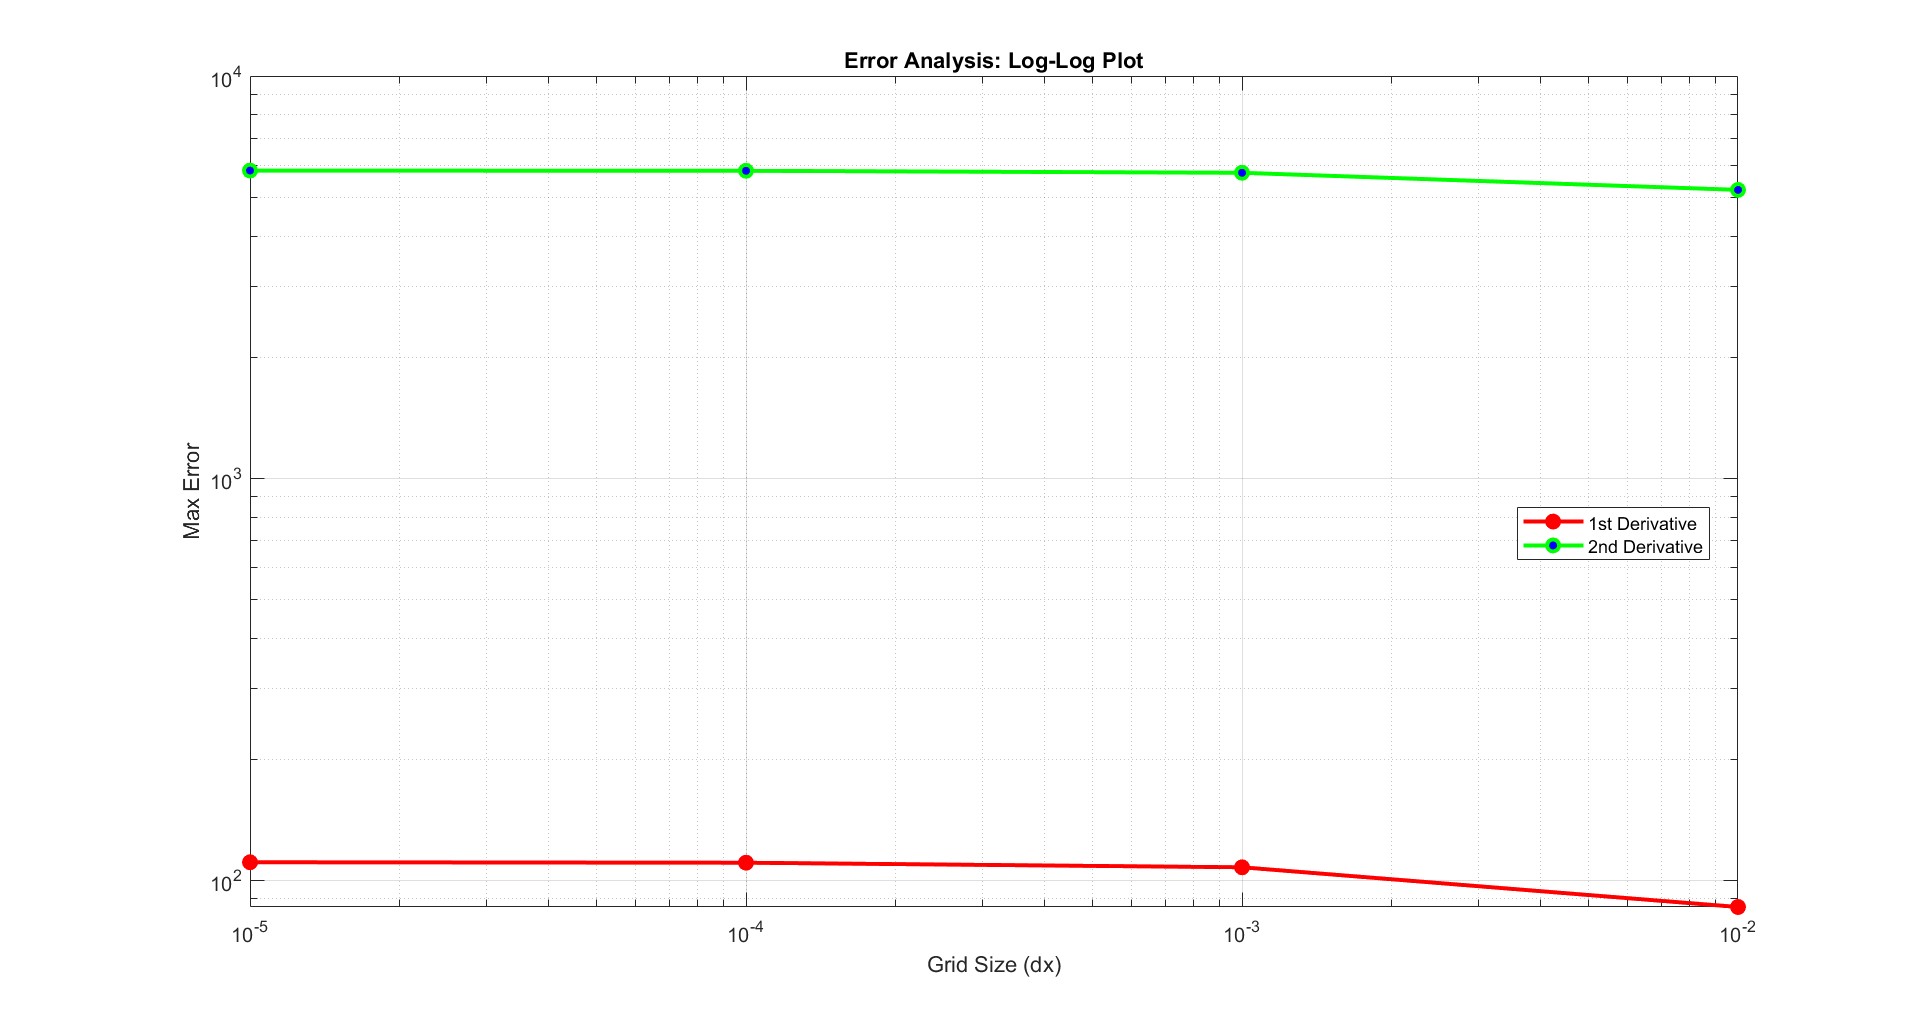 Error Analysis: Log-Log Plot
10^4
10^3
10^2
Max Error
1st Derivative
2nd Derivative
10^-5 10^-4 10^-3 10^-2
Grid Size (dx)